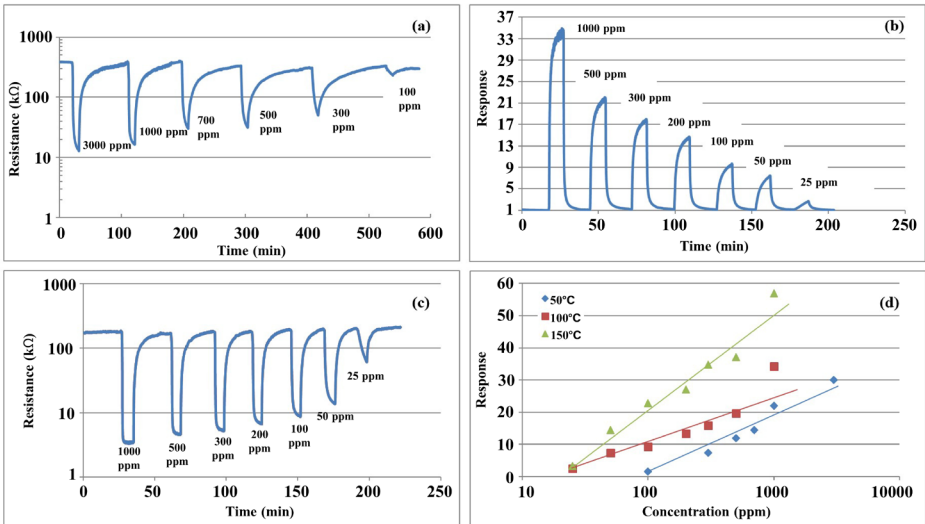 (a)
1000
100
10
1
Resistance (kΩ)
3000 ppm
1000 ppm
700
ppm
500
ppm
300
ppm
100
ppm
0 100 200 300 400 500 600
Time (min)
(b)
37
33
29
25
21
17
13
9
5
1
Response
1000 ppm
500 ppm
300 ppm
200 ppm
100 ppm
50 ppm
25 ppm
0 50 100 150 200 250
Time (min)
(c)
1000
100
10
1
Resistance (kΩ)
1000
ppm
500
ppm
300
ppm
200
ppm
100
ppm
50 ppm
25 ppm
0 50 100 150 200 250
Time (min)
(d)
60
50
40
30
20
10
0
Response
50°C
100°C
150°C
10 100 1000 10000
Concentration (ppm)